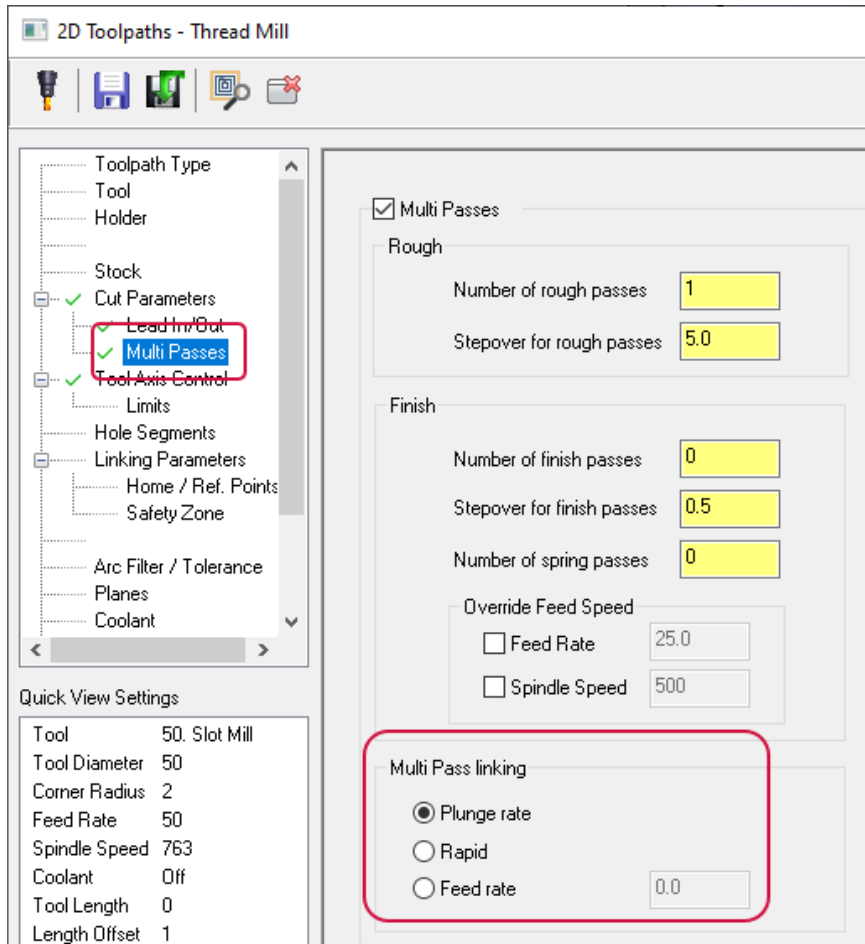 2D Toolpaths - Thread Mill
Toolpath Type
Tool
Holder
Stock
Cut Parameters
Lead In/Out
Multi Passes
Tool Axis Control
Limits
Hole Segments
Linking Parameters
Home / Ref. Points
Safety Zone
Arc Filter / Tolerance
Planes
Coolant
Quick View Settings
Tool 50. Slot Mill
Tool Diameter 50
Corner Radius 2
Feed Rate 50
Spindle Speed 763
Coolant Off
Tool Length 0
Length Offset 1
Multi Passes
Rough
Number of rough passes 1
Stepover for rough passes 5.0
Finish
Number of finish passes 0
Stepover for finish passes 0.5
Number of spring passes 0
Override Feed Speed
Feed Rate 25.0
Spindle Speed 500
Multi Pass linking
Plunge rate
Rapid
Feed rate 0.0